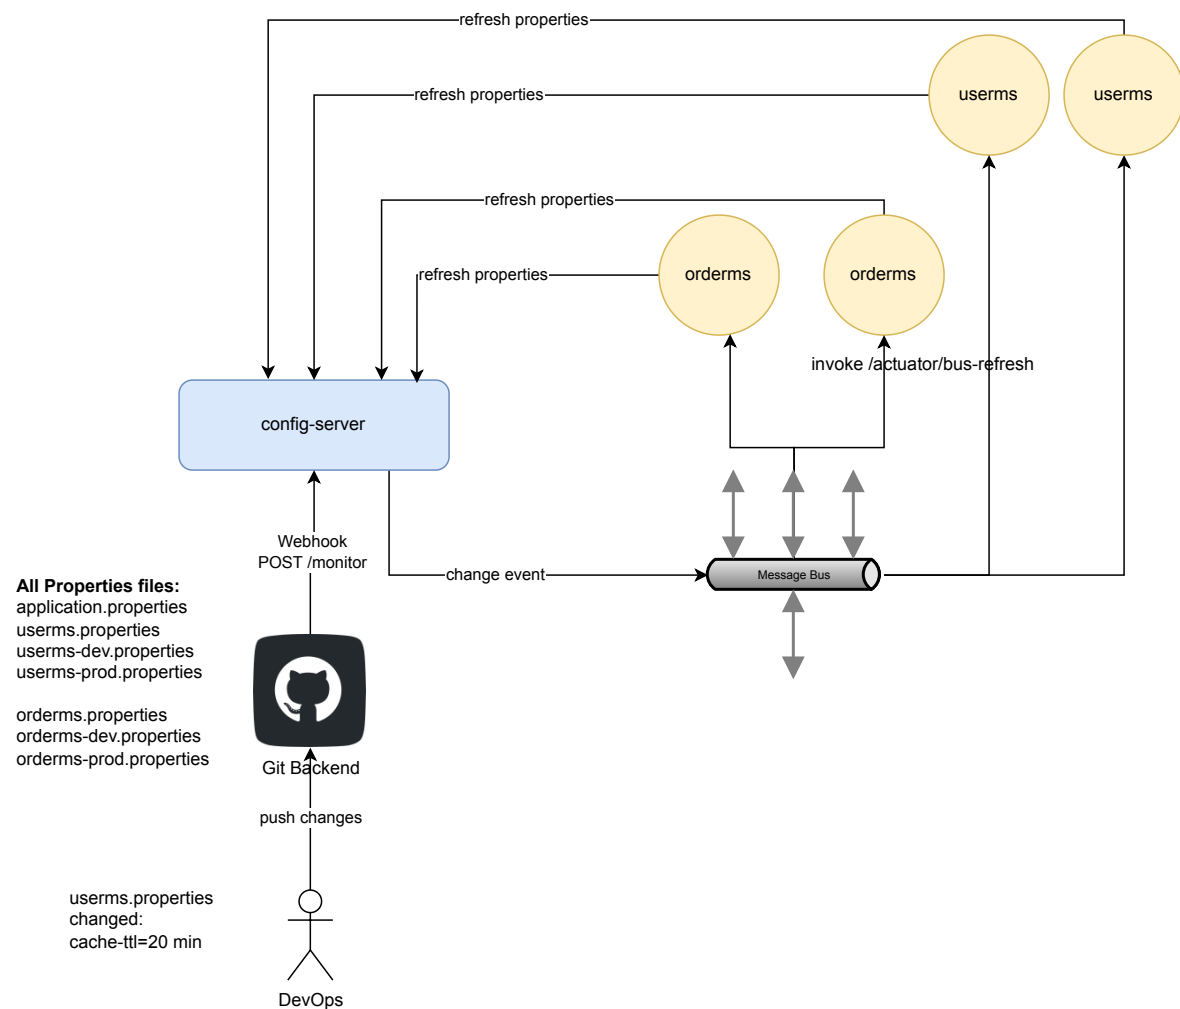 refresh properties
userms
userms
refresh properties
refresh properties
orderms
orderms
refresh properties
invoke /actuator/bus-refresh
config-server
Webhook
POST /monitor
change event
Message Bus
All Properties files:
application.properties
userms.properties
userms-dev.properties
userms-prod.properties
orderms.properties
orderms-dev.properties
orderms-prod.properties
Git Backend
push changes
userms.properties
changed:
cache-ttl=20 min
DevOps